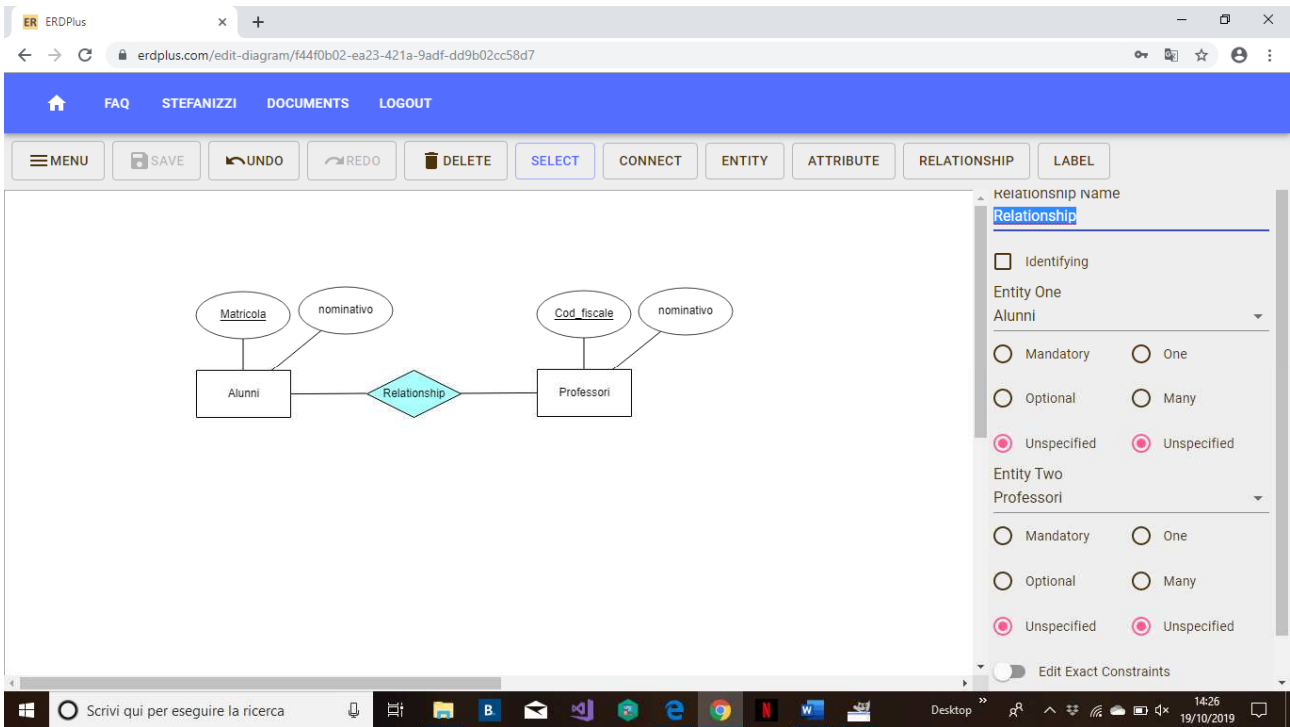 ER ERDPlus
erdplus.com/edit-diagram/f44f0b02-ea23-421a-9adf-dd9b02cc58d7
FAQ STEFANIZZI DOCUMENTS LOGOUT
MENU SAVE UNDO REDO DELETE SELECT CONNECT ENTITY ATTRIBUTE RELATIONSHIP LABEL
Matricola nominativo Cod_fiscale nominativo
Alunni Relationship Professori
Relationship Name
Relationship
Identifying
Entity One
Alunni
Mandatory One
Optional Many
Unspecified Unspecified
Entity Two
Professori
Mandatory One
Optional Many
Unspecified Unspecified
Edit Exact Constraints
Scrivi qui per eseguire la ricerca B. N W Desktop 14:26
19/10/2019